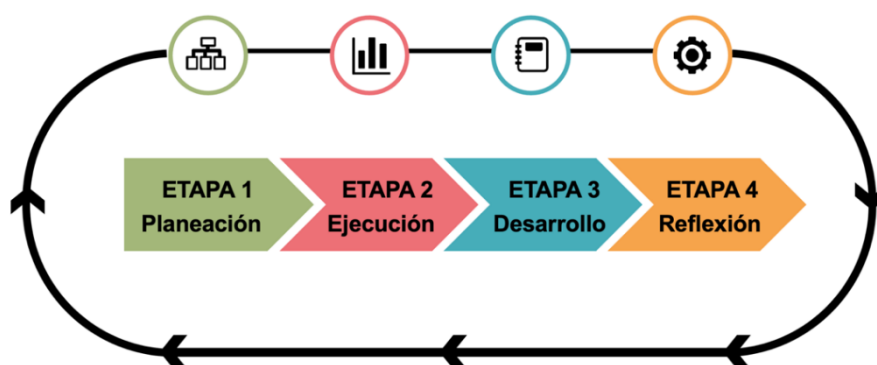 ETAPA 1
Planeación
ETAPA 2
Ejecución
ETAPA 3
Desarrollo
ETAPA 4
Reflexión